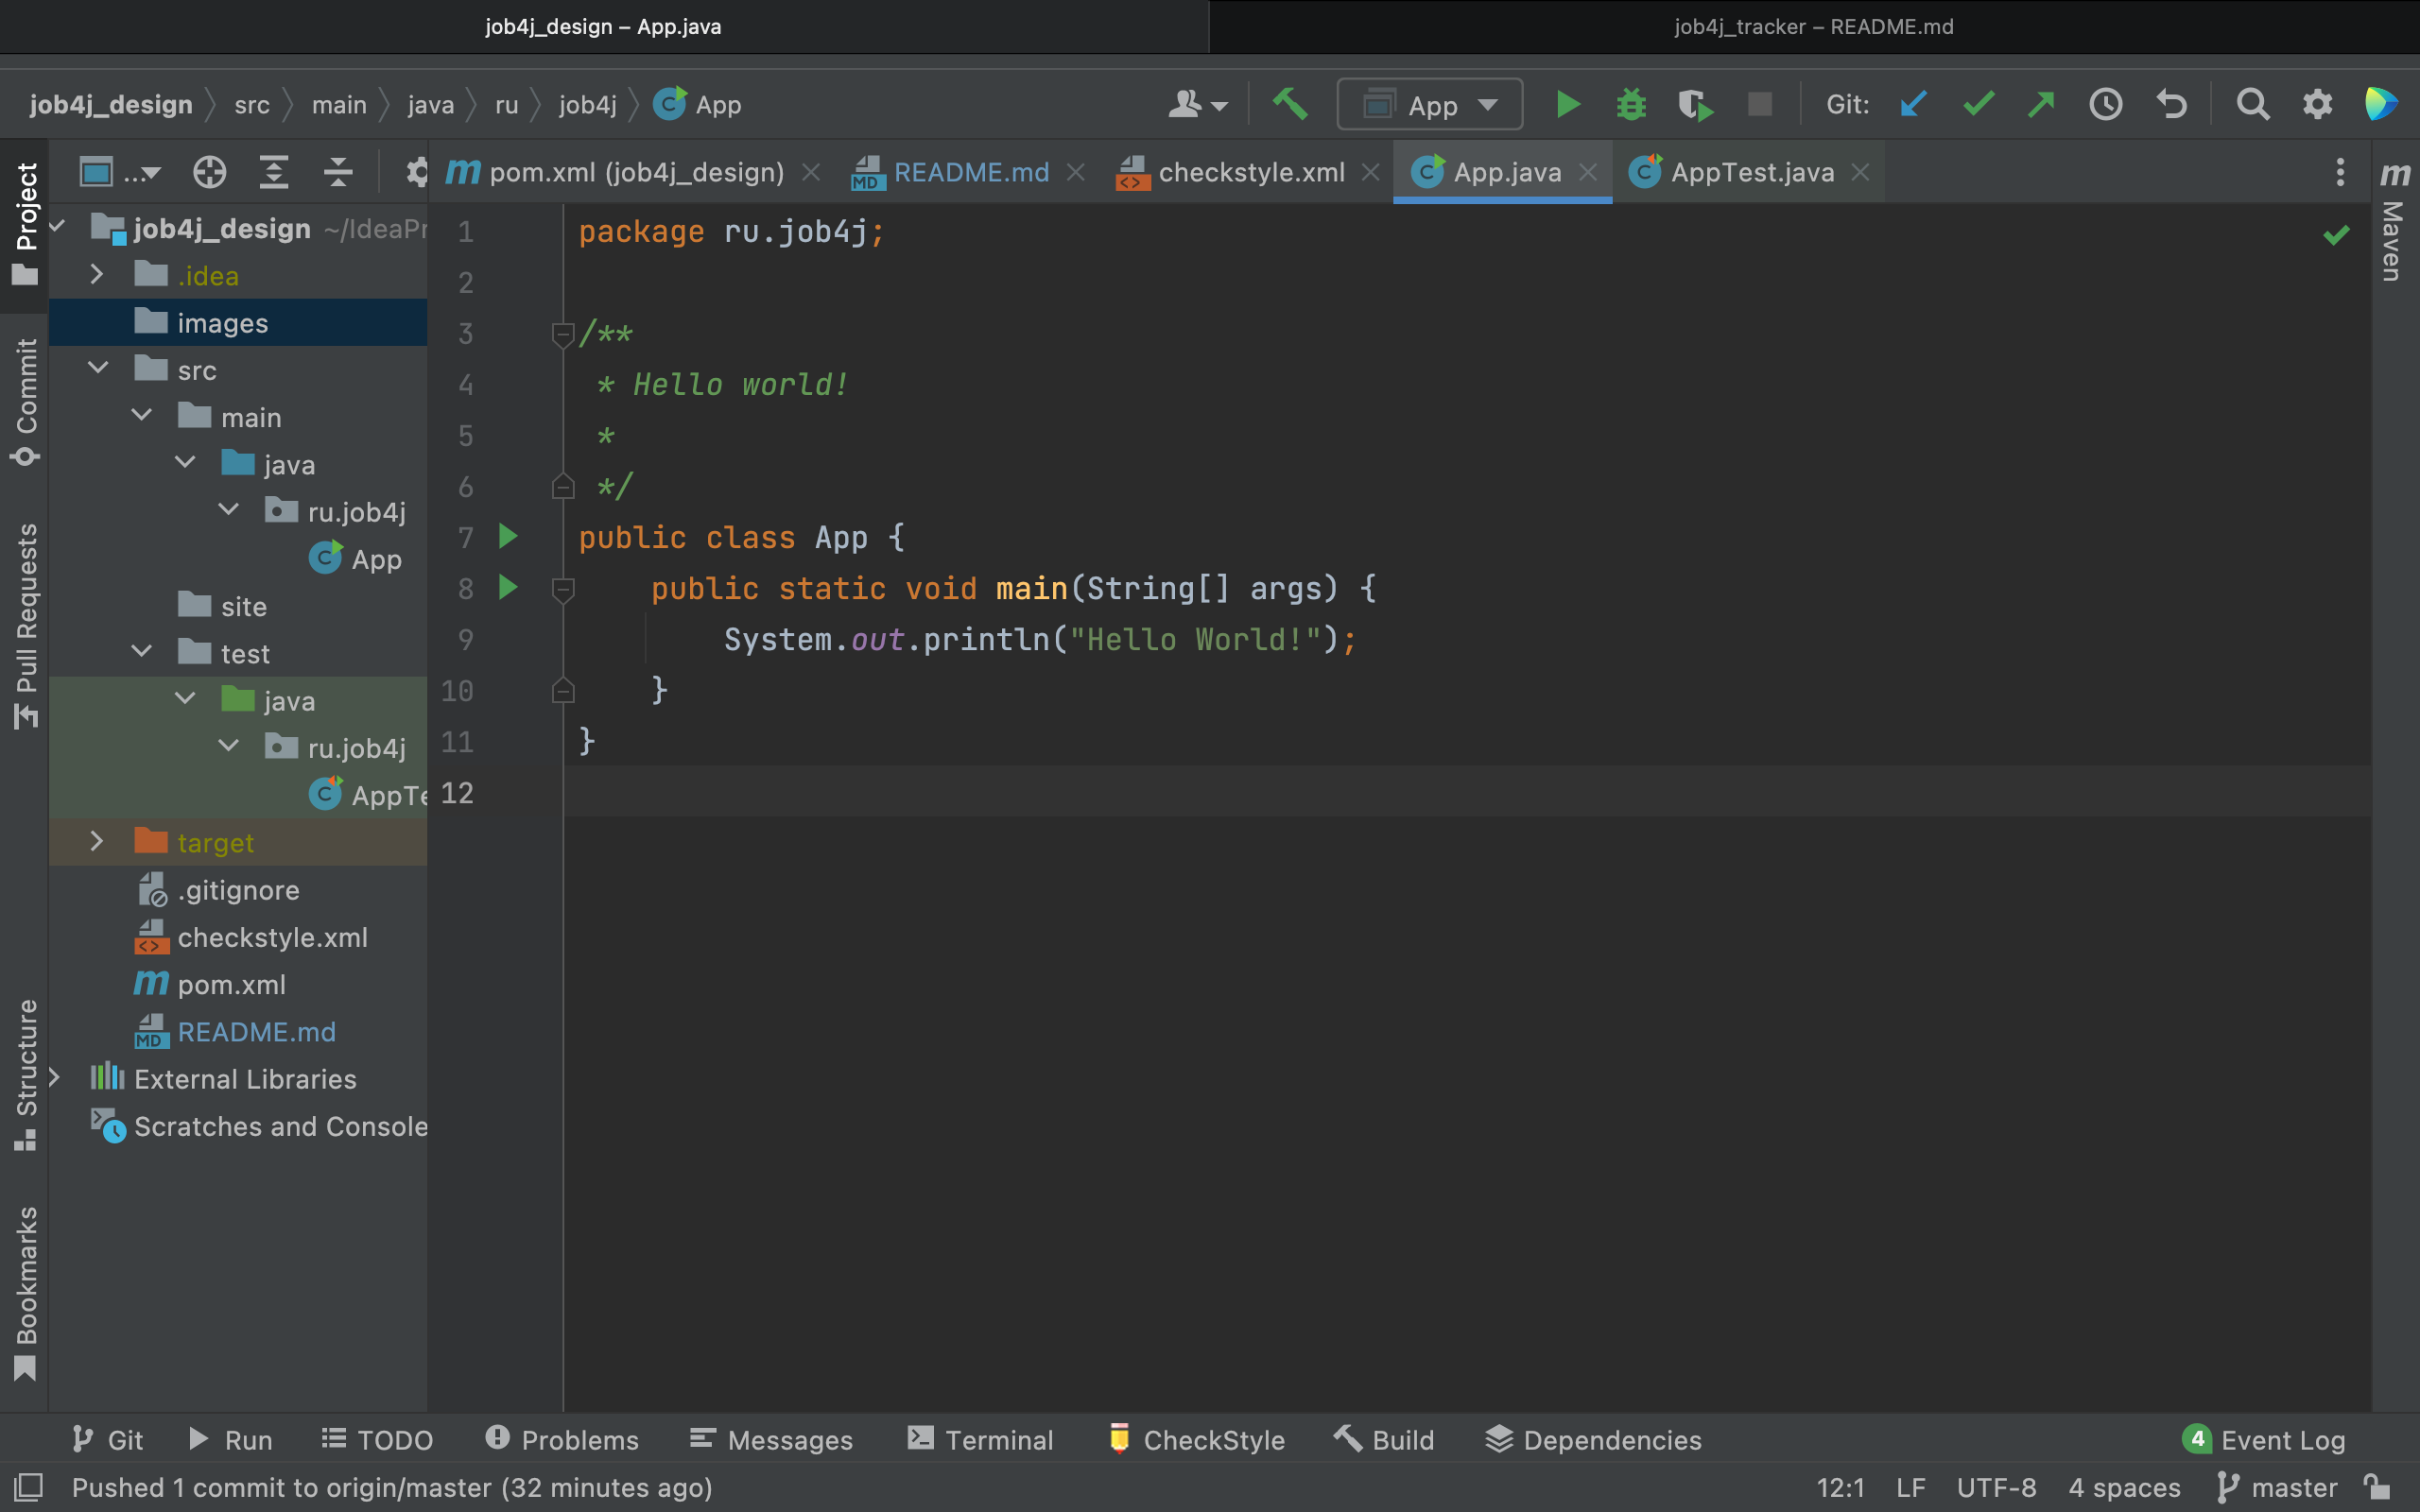 job4j_design – App.java
job4j_tracker – README.md
job4j_design src main java ru job4j App
App
Git:
Project
Commit
Pull Requests
Structure
Bookmarks
...
job4j_design ~/IdeaPr
.idea
images
src
main
java
ru.job4j
App
site
test
java
ru.job4j
AppTe
target
.gitignore
checkstyle.xml
pom.xml
README.md
External Libraries
Scratches and Console
pom.xml (job4j_design)
README.md
checkstyle.xml
App.java
AppTest.java
1 package ru.job4j;
2
3 /**
4  * Hello world!
5  *
6  */
7 public class App {
8     public static void main(String[] args) {
9         System.out.println("Hello World!");
10     }
11 }
12
Maven
Git Run TODO Problems Messages Terminal CheckStyle Build Dependencies 4 Event Log
Pushed 1 commit to origin/master (32 minutes ago) 12:1 LF UTF-8 4 spaces master